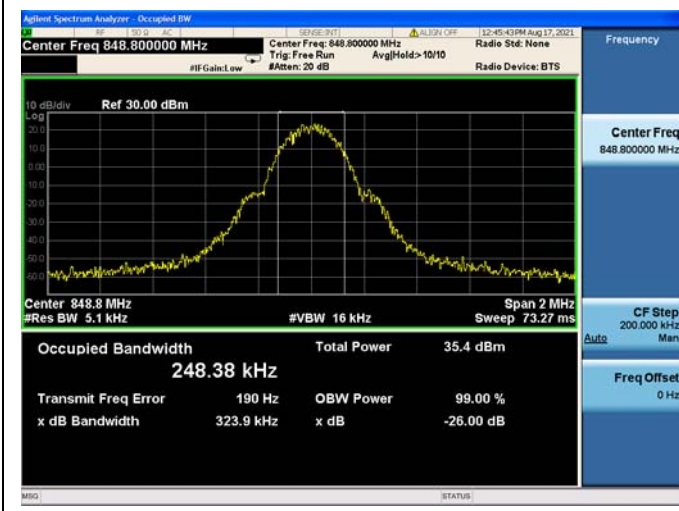 Agilent Spectrum Analyzer - Occupied BW
RF 50 Ω AC SENSE:INT ALIGN OFF 12:45:43 PM Aug 17, 2021
Center Freq 848.800000 MHz
Center Freq: 848.800000 MHz
Radio Std: None
Trig: Free Run Avg|Hold:>10/10
#IFGain:Low #Atten: 20 dB Radio Device: BTS
10 dB/div Ref 30.00 dBm
Log
20.0
10.0
0.00
-10.0
-20.0
-30.0
-40.0
-50.0
-60.0
Center 848.8 MHz Span 2 MHz
#Res BW 5.1 kHz #VBW 16 kHz Sweep 73.27 ms
Occupied Bandwidth Total Power 35.4 dBm
248.38 kHz
Transmit Freq Error 190 Hz OBW Power 99.00 %
x dB Bandwidth 323.9 kHz x dB -26.00 dB
MSG STATUS
Frequency
Center Freq
848.800000 MHz
CF Step
200.000 kHz
Auto Man
Freq Offset
0 Hz